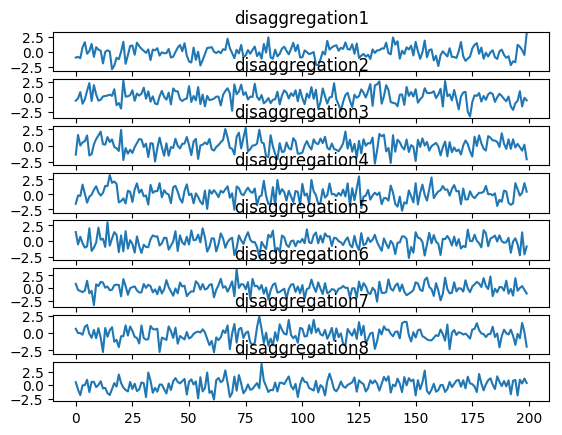 disaggregation1
2.5
0.0
−2.5
disaggregation2
2.5
0.0
−2.5
disaggregation3
2.5
0.0
−2.5
disaggregation4
2.5
0.0
−2.5
disaggregation5
2.5
0.0
−2.5
disaggregation6
2.5
0.0
−2.5
disaggregation7
2.5
0.0
−2.5
disaggregation8
2.5
0.0
−2.5
0 25 50 75 100 125 150 175 200